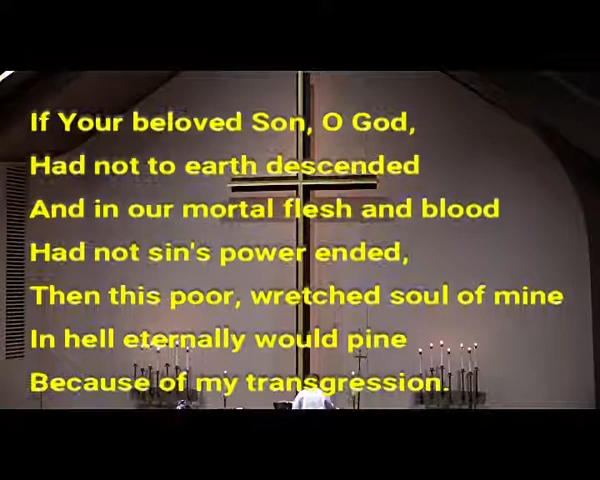 If Your beloved Son, O God,
Had not to earth descended
And in our mortal flesh and blood
Had not sin's power ended,
Then this poor, wretched soul of mine
In hell eternally would pine
Because of my transgression.